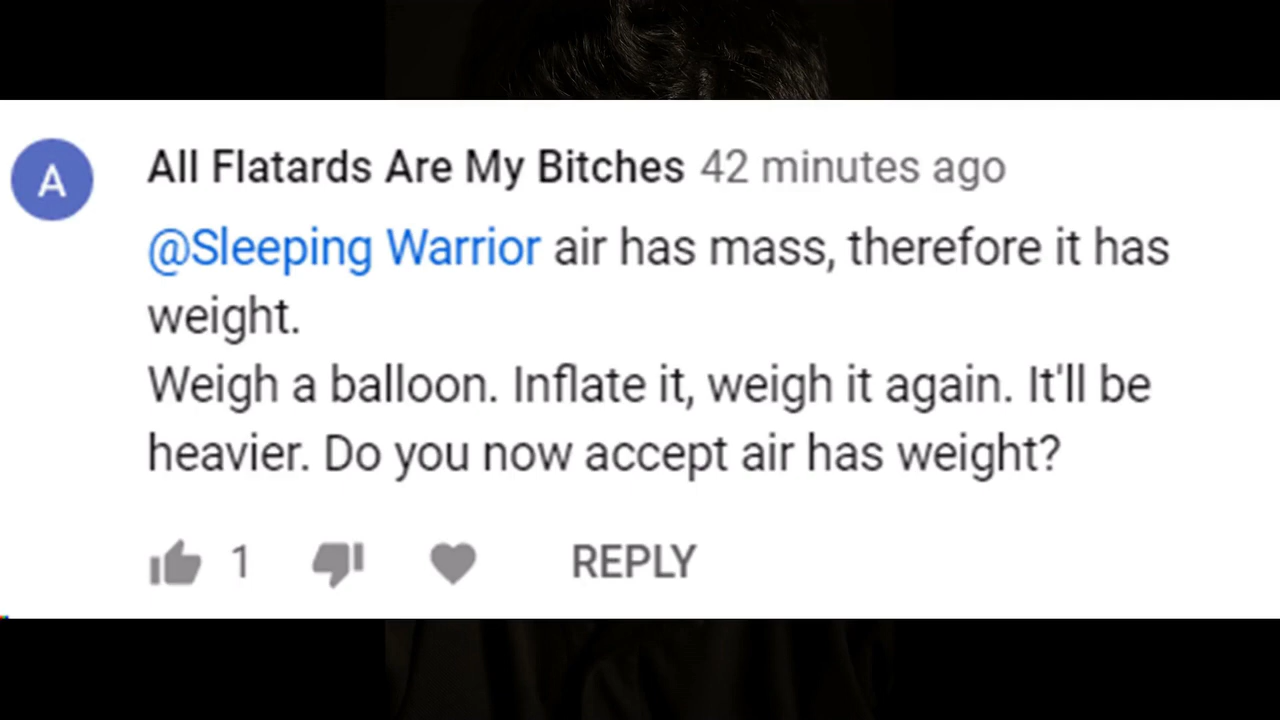 A
All Flatards Are My Bitches 42 minutes ago
@Sleeping Warrior air has mass, therefore it has
weight.
Weigh a balloon. Inflate it, weigh it again. It'll be
heavier. Do you now accept air has weight?
1 REPLY